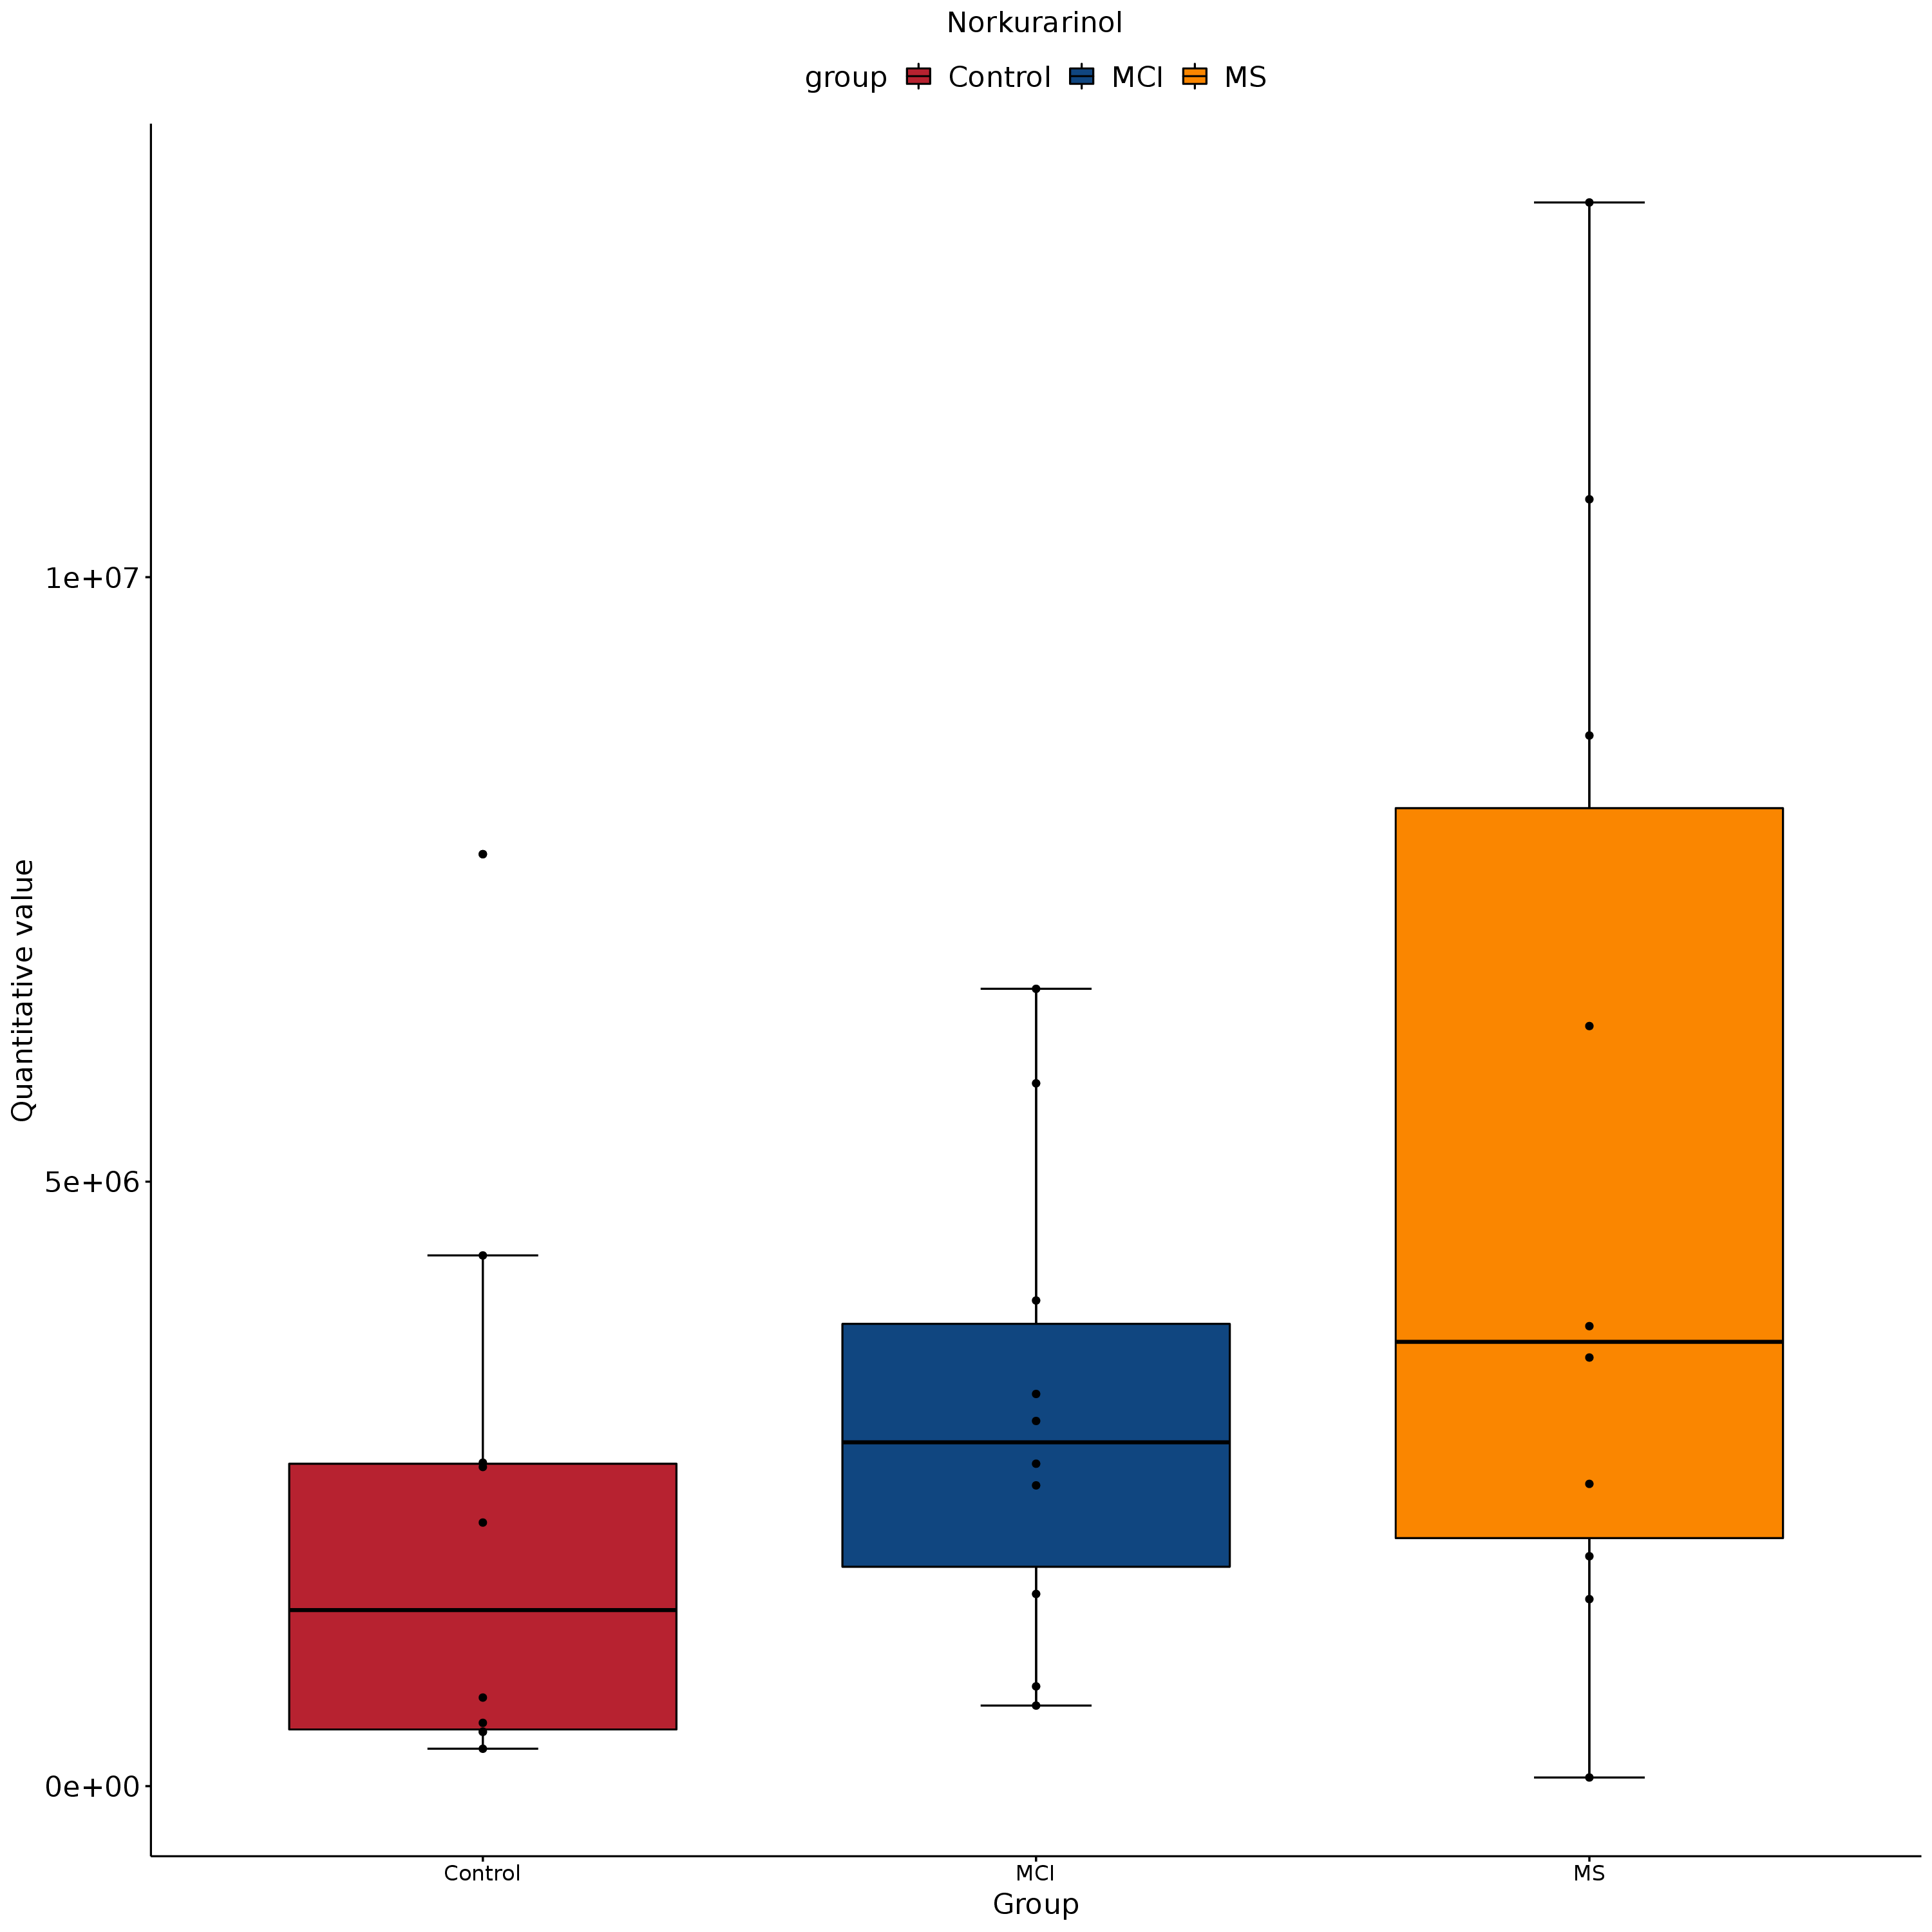 Norkurarinol
group Control MCI MS
Quantitative value
1e+07
5e+06
0e+00
Control MCI MS
Group